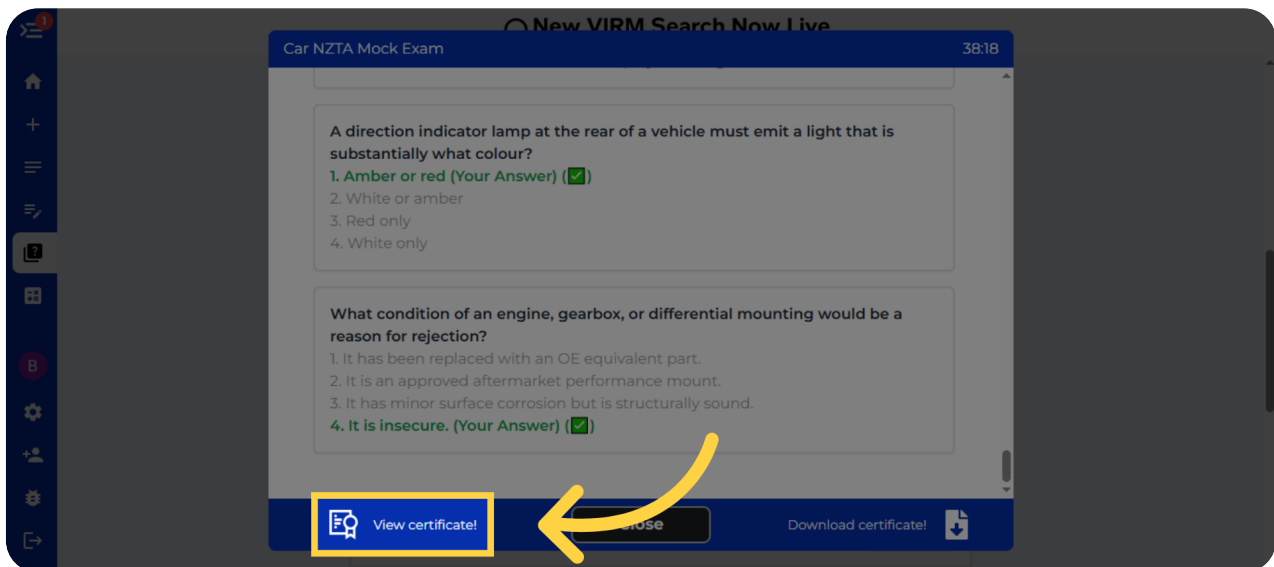 1
New VIRM Search Now Live
Car NZTA Mock Exam 38:18
A direction indicator lamp at the rear of a vehicle must emit a light that is
substantially what colour?
1. Amber or red (Your Answer) (✅)
2. White or amber
3. Red only
4. White only
What condition of an engine, gearbox, or differential mounting would be a
reason for rejection?
1. It has been replaced with an OE equivalent part.
2. It is an approved aftermarket performance mount.
3. It has minor surface corrosion but is structurally sound.
4. It is insecure. (Your Answer) (✅)
B
View certificate! Close Download certificate!